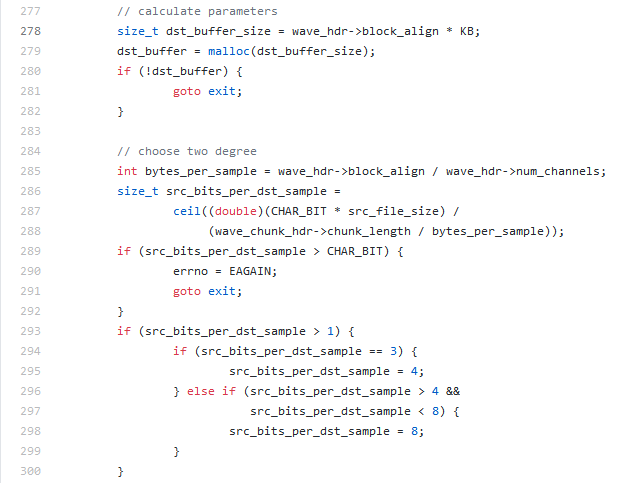 277 // calculate parameters
278 size_t dst_buffer_size = wave_hdr->block_align * KB;
279 dst_buffer = malloc(dst_buffer_size);
280 if (!dst_buffer) {
281 goto exit;
282 }
283
284 // choose two degree
285 int bytes_per_sample = wave_hdr->block_align / wave_hdr->num_channels;
286 size_t src_bits_per_dst_sample =
287 ceil((double)(CHAR_BIT * src_file_size) /
288 (wave_chunk_hdr->chunk_length / bytes_per_sample));
289 if (src_bits_per_dst_sample > CHAR_BIT) {
290 errno = EAGAIN;
291 goto exit;
292 }
293 if (src_bits_per_dst_sample > 1) {
294 if (src_bits_per_dst_sample == 3) {
295 src_bits_per_dst_sample = 4;
296 } else if (src_bits_per_dst_sample > 4 &&
297 src_bits_per_dst_sample < 8) {
298 src_bits_per_dst_sample = 8;
299 }
300 }